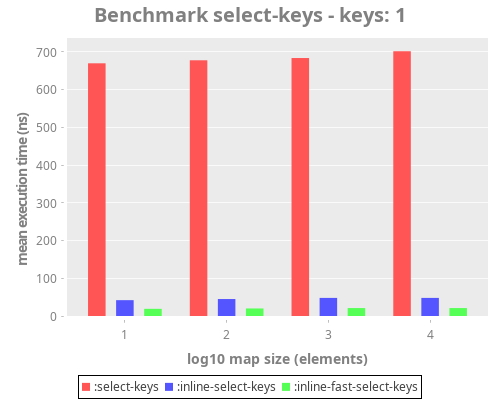 Benchmark select-keys - keys: 1
mean execution time (ns)
700
600
500
400
300
200
100
0
1 2 3 4
log10 map size (elements)
:select-keys :inline-select-keys :inline-fast-select-keys